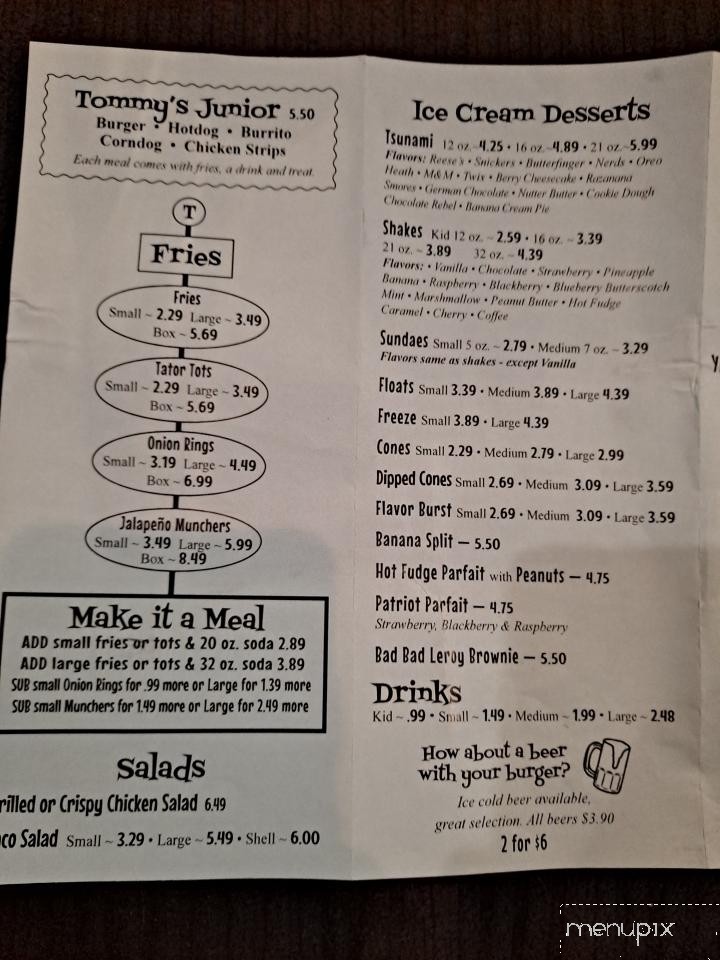 Tommy's Junior 5.50
Burger • Hotdog • Burrito
Corndog • Chicken Strips
Each meal comes with fries, a drink and treat.
T
Fries
Fries
Small ~ 2.29 Large ~ 3.49
Box ~ 5.69
Tator Tots
Small ~ 2.29 Large ~ 3.49
Box ~ 5.69
Onion Rings
Small ~ 3.19 Large ~ 4.49
Box ~ 6.99
Jalapeño Munchers
Small ~ 3.49 Large ~ 5.99
Box ~ 8.49
Make it a Meal
ADD small fries or tots & 20 oz. soda 2.89
ADD large fries or tots & 32 oz. soda 3.89
SUB small Onion Rings for .99 more or Large for 1.39 more
SUB small Munchers for 1.49 more or Large for 2.49 more
Salads
rilled or Crispy Chicken Salad 6.49
co Salad Small ~ 3.29 • Large ~ 5.49 • Shell ~ 6.00
Ice Cream Desserts
Tsunami 12 oz. ~ 4.25 • 16 oz. ~ 4.89 • 21 oz. ~ 5.99
Flavors: Reese's • Snickers • Butterfinger • Nerds • Oreo
Heath • M&M • Twix • Berry Cheesecake • Razanana
Smores • German Chocolate • Nutter Butter • Cookie Dough
Chocolate Rebel • Banana Cream Pie
Shakes Kid 12 oz. ~ 2.59 • 16 oz. ~ 3.39
21 oz. ~ 3.89 32 oz. ~ 4.39
Flavors: • Vanilla • Chocolate • Strawberry • Pineapple
Banana • Raspberry • Blackberry • Blueberry Butterscotch
Mint • Marshmallow • Peanut Butter • Hot Fudge
Caramel • Cherry • Coffee
Sundaes Small 5 oz. ~ 2.79 • Medium 7 oz. ~ 3.29
Flavors same as shakes - except Vanilla
Floats Small 3.39 • Medium 3.89 • Large 4.39
Freeze Small 3.89 • Large 4.39
Cones Small 2.29 • Medium 2.79 • Large 2.99
Dipped Cones Small 2.69 • Medium 3.09 • Large 3.59
Flavor Burst Small 2.69 • Medium 3.09 • Large 3.59
Banana Split — 5.50
Hot Fudge Parfait with Peanuts — 4.75
Patriot Parfait — 4.75
Strawberry, Blackberry & Raspberry
Bad Bad Leroy Brownie — 5.50
Drinks
Kid ~ .99 • Small ~ 1.49 • Medium ~ 1.99 • Large ~ 2.48
How about a beer
with your burger?
Ice cold beer available,
great selection. All beers $3.90
2 for $6
menupix